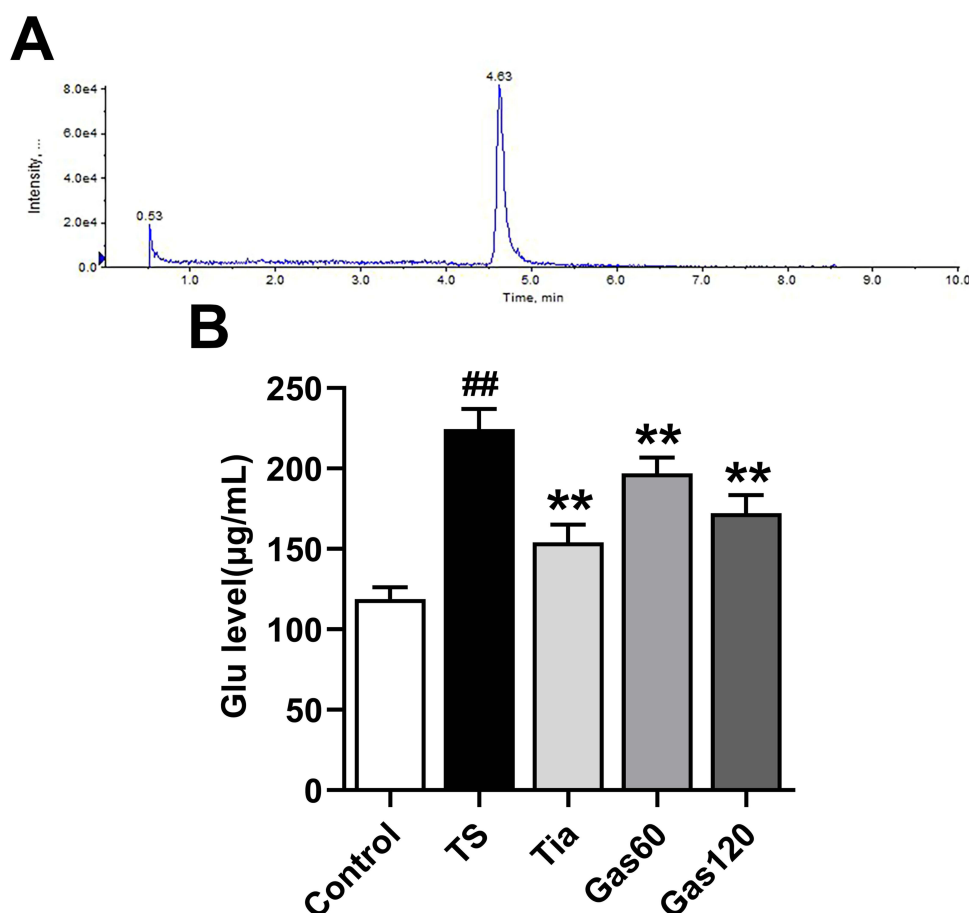 A
4.63
8.0e4
6.0e4
4.0e4
2.0e4
0.0
Intensity, ...
0.53
1.0 2.0 3.0 4.0 5.0 6.0 7.0 8.0 9.0 10.0
Time, min
B
250
200
150
100
50
0
Glu level(μg/mL)
##
**
**
**
Control
TS
Tia
Gas60
Gas120